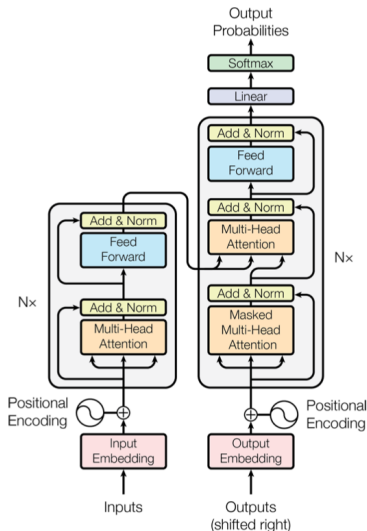 Output
Probabilities
Softmax
Linear
Add & Norm
Feed
Forward
Add & Norm
Multi-Head
Attention
Nx
Add & Norm
Masked
Multi-Head
Attention
Positional
Encoding
Output
Embedding
Outputs
(shifted right)
Add & Norm
Feed
Forward
Nx
Add & Norm
Multi-Head
Attention
Positional
Encoding
Input
Embedding
Inputs